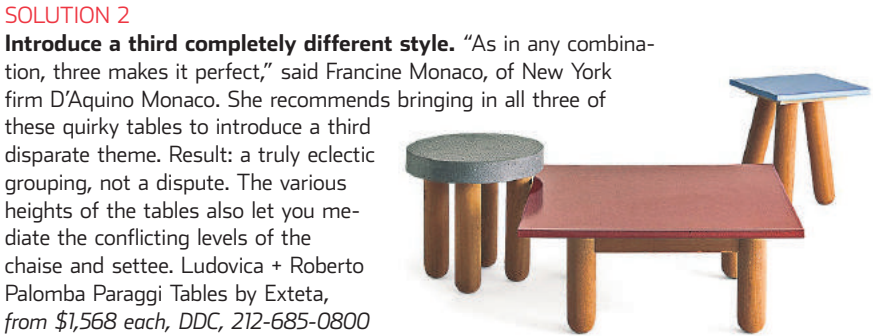 SOLUTION 2
Introduce a third completely different style. “As in any combina-
tion, three makes it perfect,” said Francine Monaco, of New York
firm D’Aquino Monaco. She recommends bringing in all three of
these quirky tables to introduce a third
disparate theme. Result: a truly eclectic
grouping, not a dispute. The various
heights of the tables also let you me-
diate the conflicting levels of the
chaise and settee. Ludovica + Roberto
Palomba Paraggi Tables by Exteta,
from $1,568 each, DDC, 212-685-0800